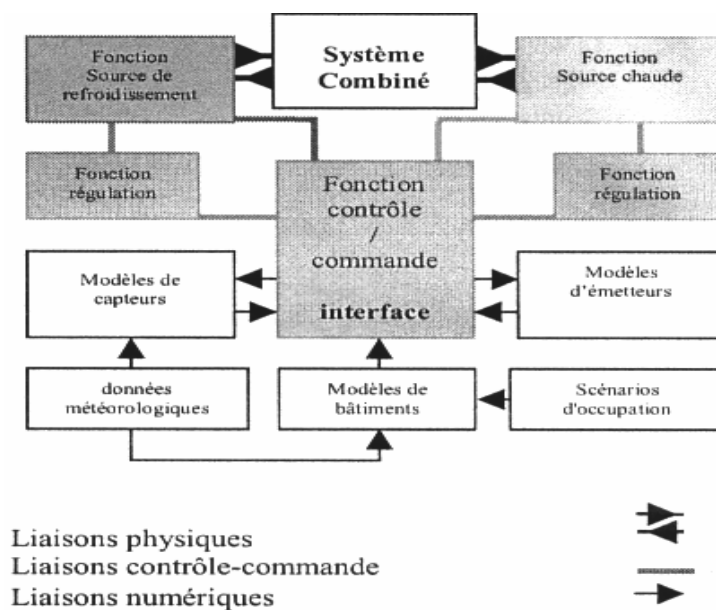 Fonction
Source de
refroidissement
Système
Combiné
Fonction
Source chaude
Fonction
régulation
Fonction
contrôle
/
commande
interface
Fonction
régulation
Modèles de
capteurs
Modèles
d'émetteurs
données
météorologiques
Modèles de
bâtiments
Scénarios
d'occupation
Liaisons physiques
Liaisons contrôle-commande
Liaisons numériques